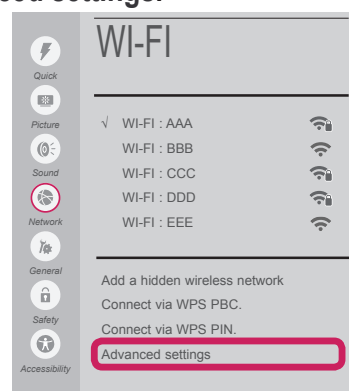 WI-FI
Quick
Picture
Sound
Network
General
Safety
Accessibility
√ WI-FI : AAA
WI-FI : BBB
WI-FI : CCC
WI-FI : DDD
WI-FI : EEE
Add a hidden wireless network
Connect via WPS PBC.
Connect via WPS PIN.
Advanced settings